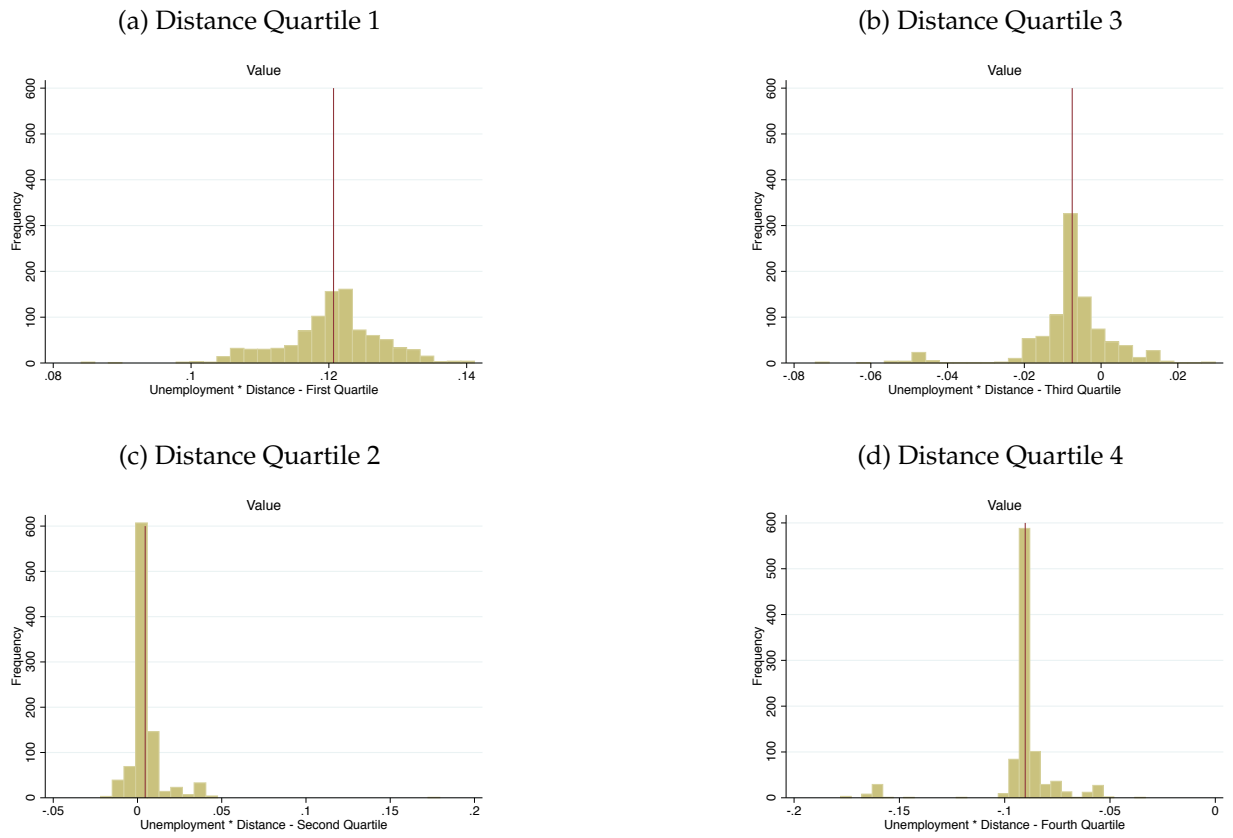 (a) Distance Quartile 1
Value
Frequency
600
500
400
300
200
100
0
.08 .1 .12 .14
Unemployment * Distance - First Quartile
(b) Distance Quartile 3
Value
Frequency
600
500
400
300
200
100
0
-.08 -.06 -.04 -.02 0 .02
Unemployment * Distance - Third Quartile
(c) Distance Quartile 2
Value
Frequency
600
500
400
300
200
100
0
-.05 0 .05 .1 .15 .2
Unemployment * Distance - Second Quartile
(d) Distance Quartile 4
Value
Frequency
600
500
400
300
200
100
0
-.2 -.15 -.1 -.05 0
Unemployment * Distance - Fourth Quartile